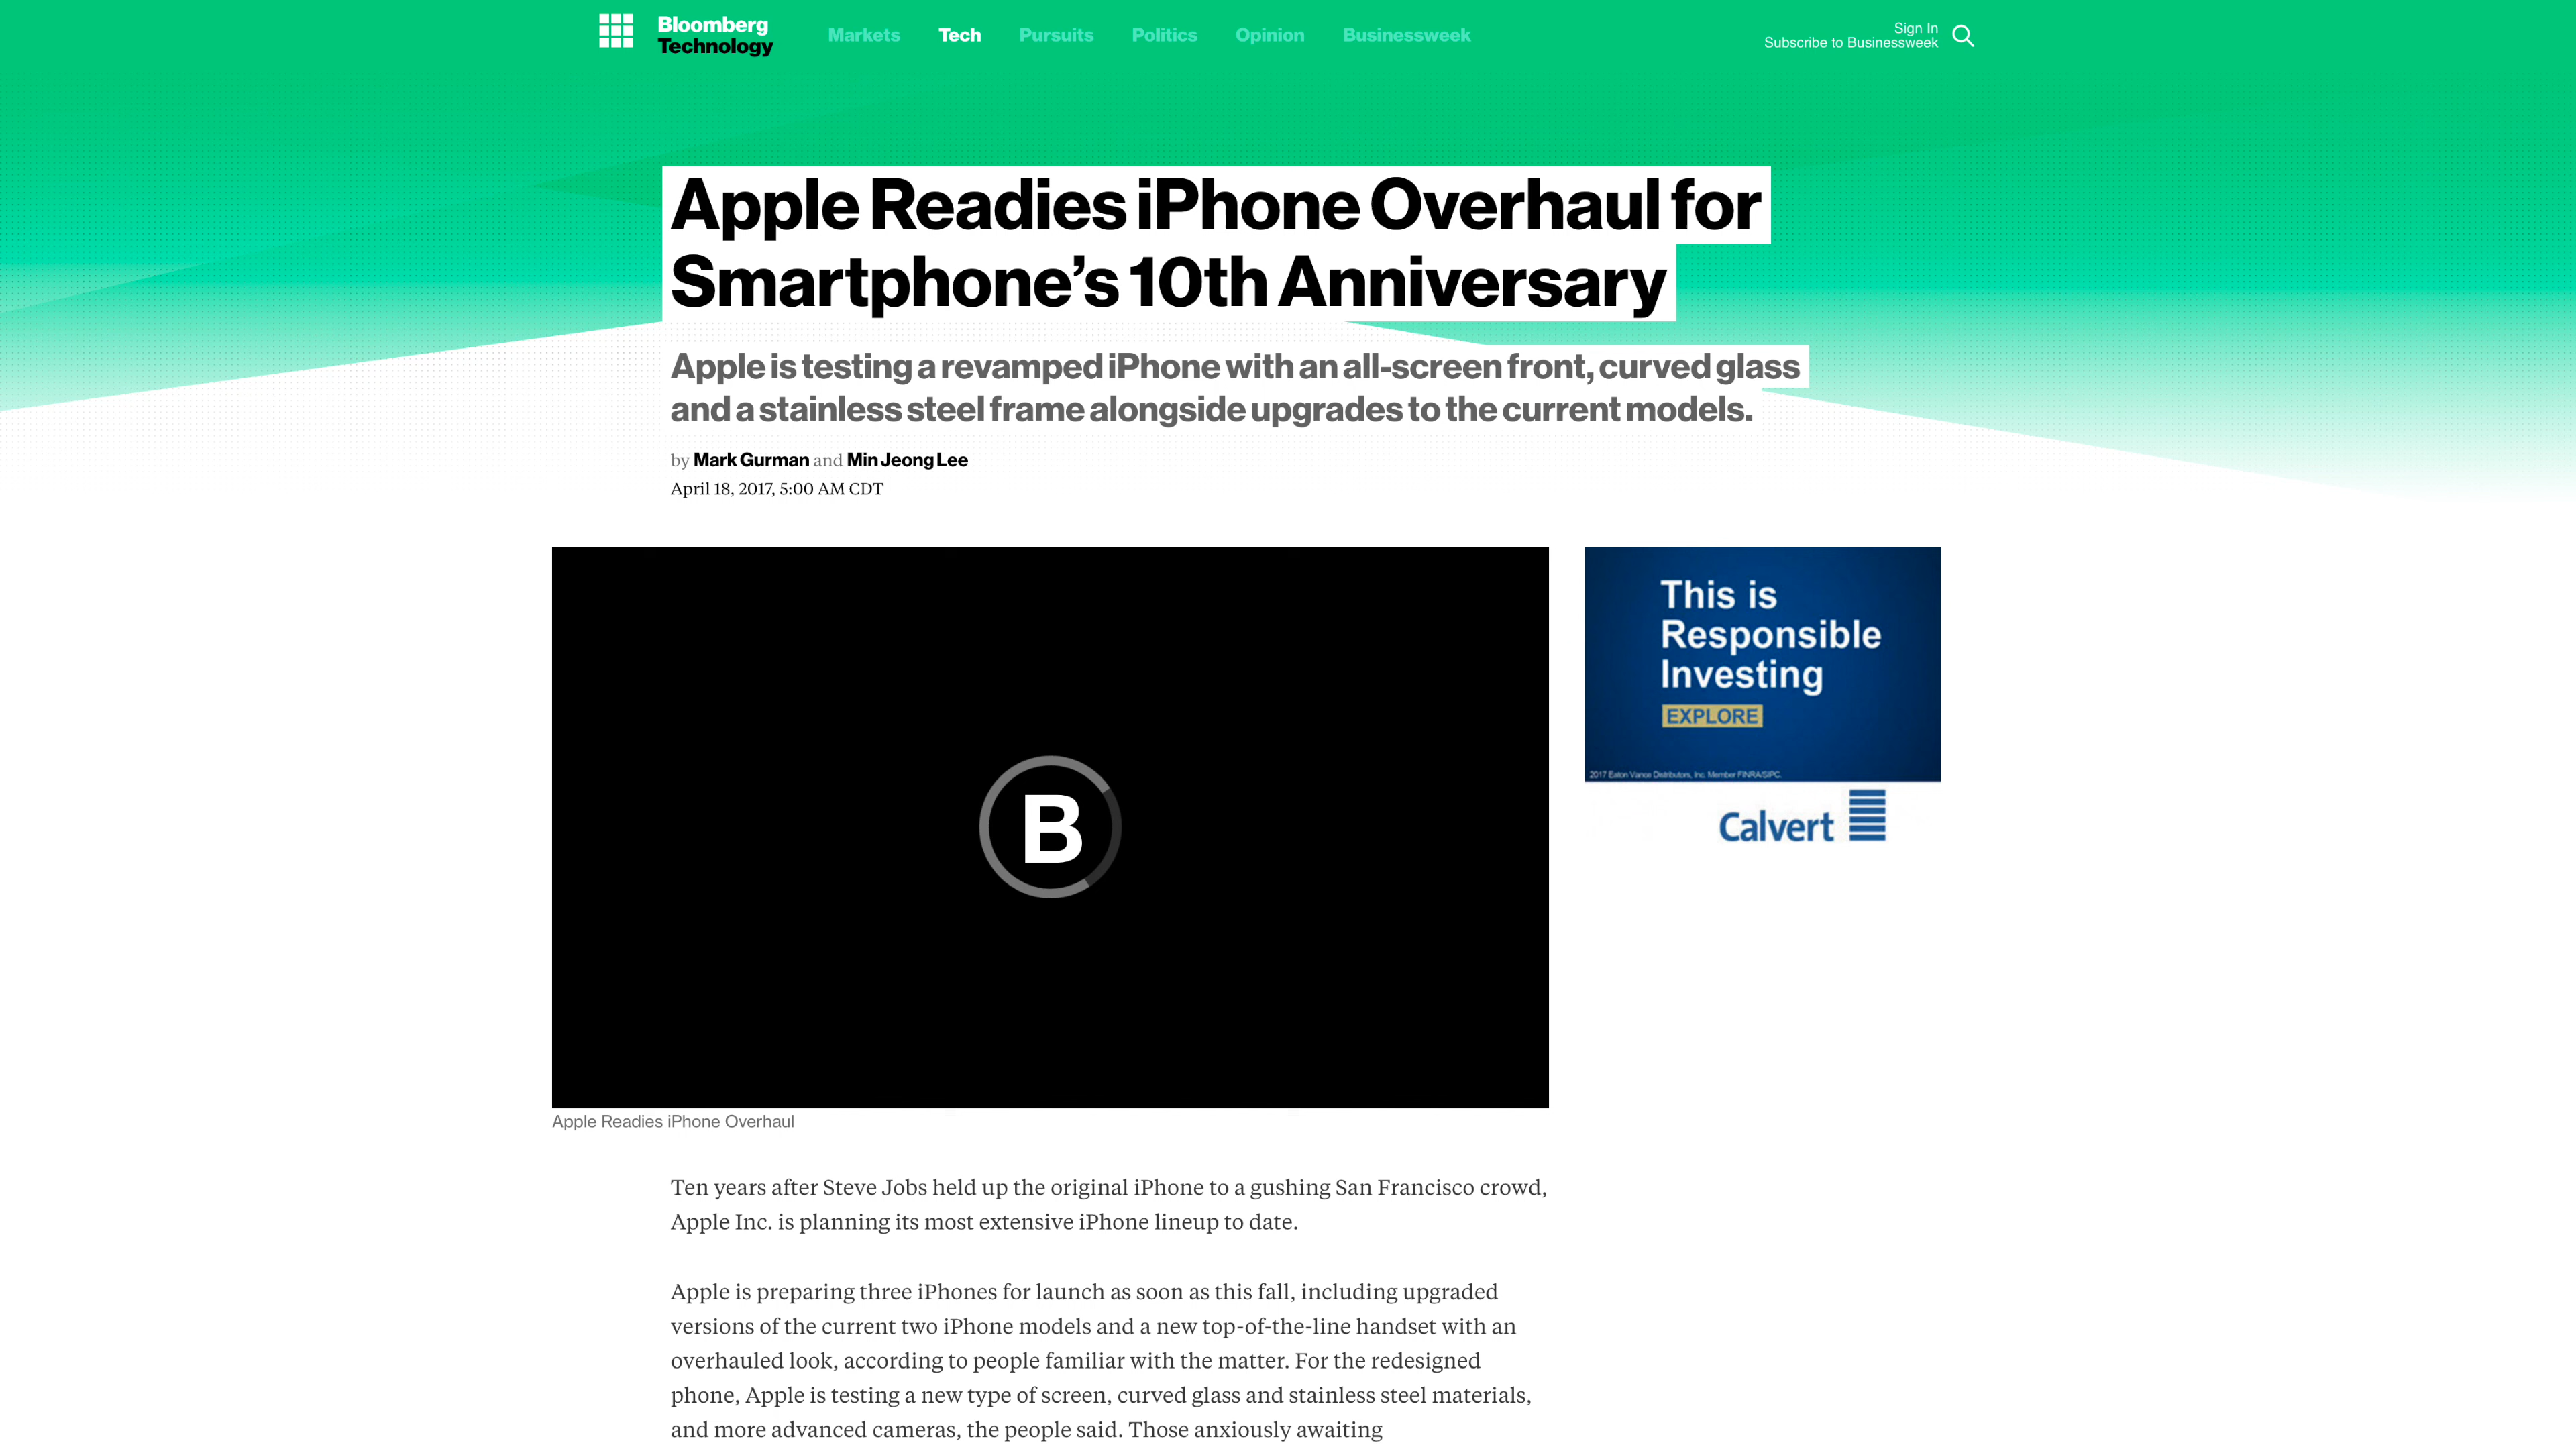 Bloomberg
Technology
Markets Tech Pursuits Politics Opinion Businessweek
Sign In
Subscribe to Businessweek
Apple Readies iPhone Overhaul for
Smartphone’s 10th Anniversary
Apple is testing a revamped iPhone with an all-screen front, curved glass
and a stainless steel frame alongside upgrades to the current models.
by Mark Gurman and Min Jeong Lee
April 18, 2017, 5:00 AM CDT
B
This is
Responsible
Investing
EXPLORE
2017 Eaton Vance Distributors, Inc. Member FINRA/SIPC.
Calvert
Apple Readies iPhone Overhaul
Ten years after Steve Jobs held up the original iPhone to a gushing San Francisco crowd,
Apple Inc. is planning its most extensive iPhone lineup to date.
Apple is preparing three iPhones for launch as soon as this fall, including upgraded
versions of the current two iPhone models and a new top-of-the-line handset with an
overhauled look, according to people familiar with the matter. For the redesigned
phone, Apple is testing a new type of screen, curved glass and stainless steel materials,
and more advanced cameras, the people said. Those anxiously awaiting